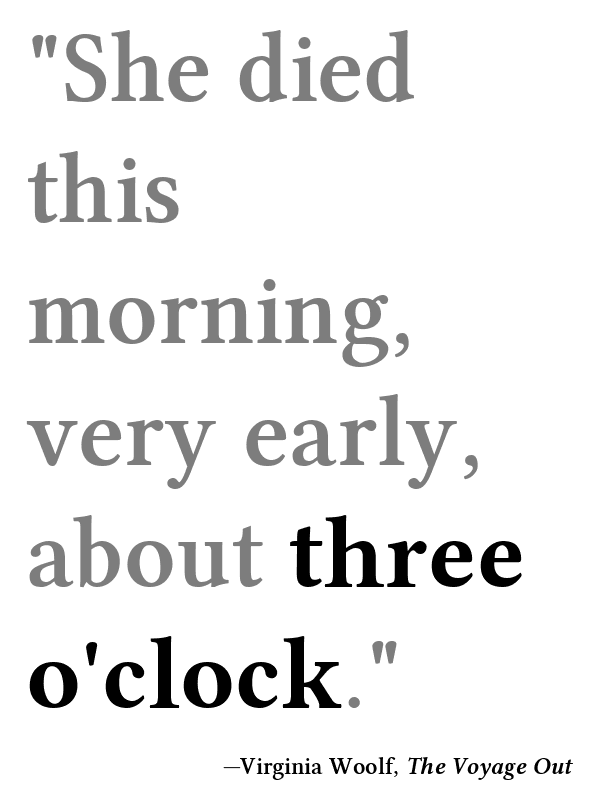 "She died
this
morning,
very early,
about three
o'clock."
—Virginia Woolf, The Voyage Out